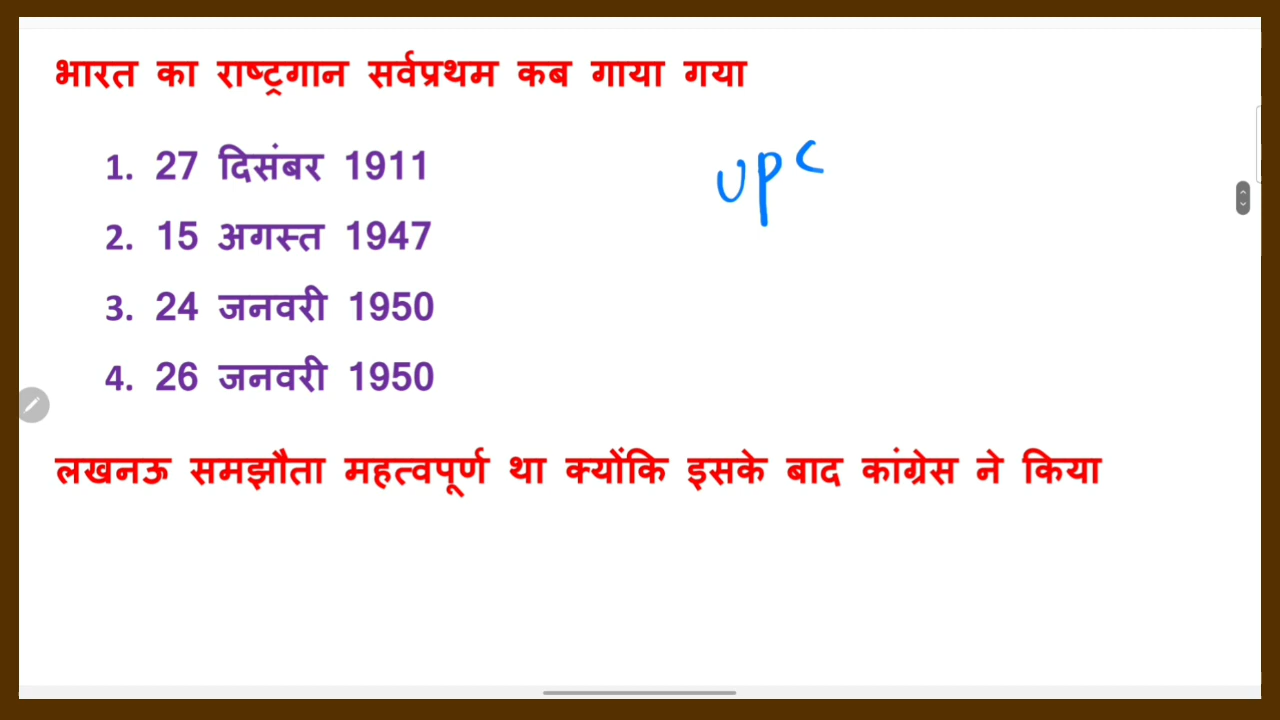 भारत का राष्ट्रगान सर्वप्रथम कब गाया गया
1. 27 दिसंबर 1911
upc
2. 15 अगस्त 1947
3. 24 जनवरी 1950
4. 26 जनवरी 1950
लखनऊ समझौता महत्वपूर्ण था क्योंकि इसके बाद कांग्रेस ने किया